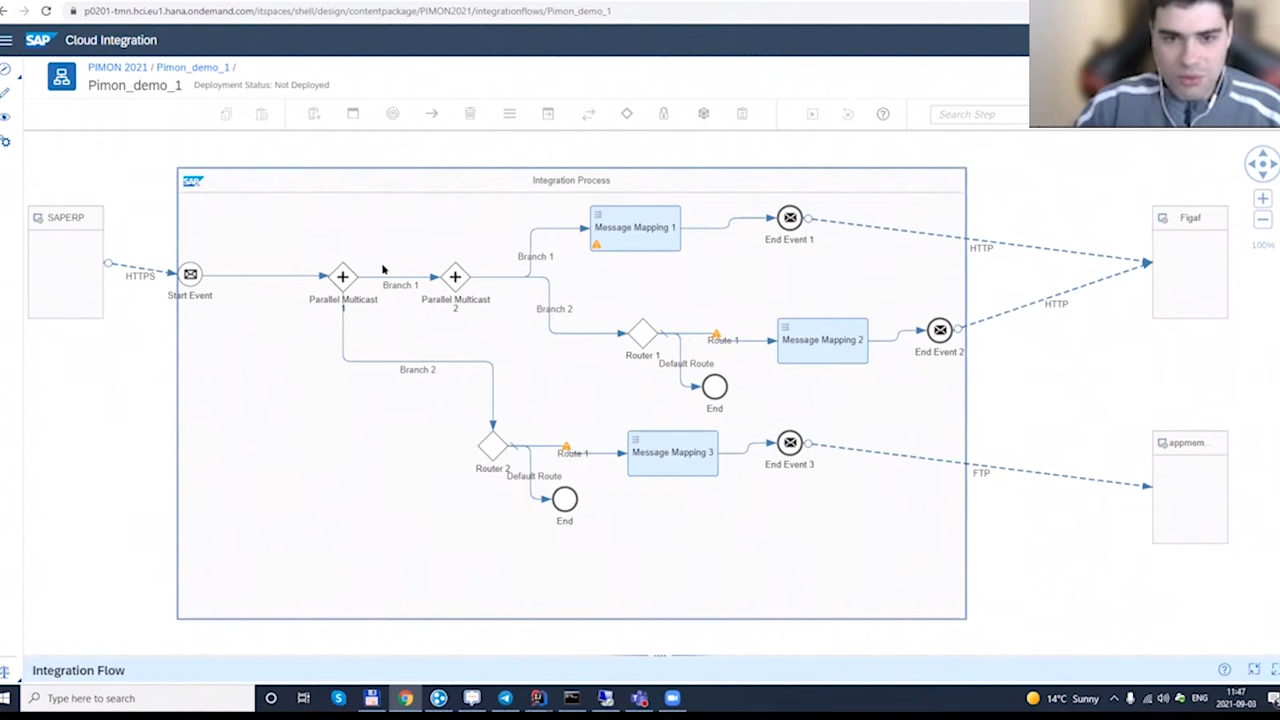 p0201-tmn.hci.eu1.hana.ondemand.com/itspaces/shell/design/contentpackage/PIMON2021/integrationflows/Pimon_demo_1
SAP Cloud Integration
PIMON 2021 / Pimon_demo_1 /
Pimon_demo_1 Deployment Status: Not Deployed
Search Step
SAP
Integration Process
SAPERP
HTTPS
Start Event
Parallel Multicast 1
Branch 1
Parallel Multicast 2
Branch 1
Message Mapping 1
End Event 1
HTTP
Figaf
Branch 2
Router 1
Route 1
Default Route
End
Message Mapping 2
End Event 2
HTTP
Branch 2
Router 2
Route 1
Default Route
End
Message Mapping 3
End Event 3
FTP
appmem...
100%
Integration Flow
Type here to search
14°C Sunny
ENG
11:47
2021-09-03